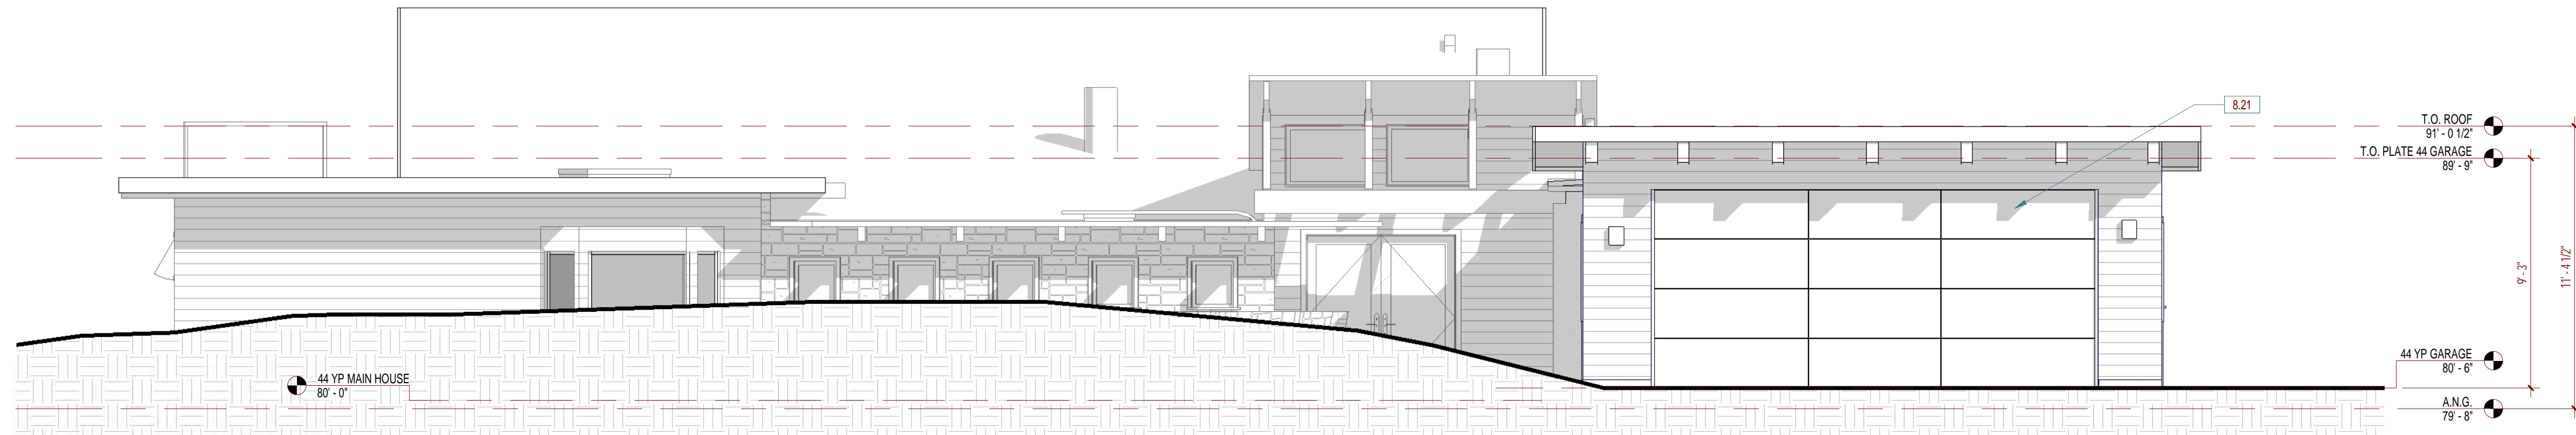 8.21
T.O. ROOF
91' - 0 1/2"
T.O. PLATE 44 GARAGE
89' - 9"
9' - 3"
11' - 4 1/2"
44 YP GARAGE
80' - 6"
44 YP MAIN HOUSE
80' - 0"
A.N.G.
79' - 8"